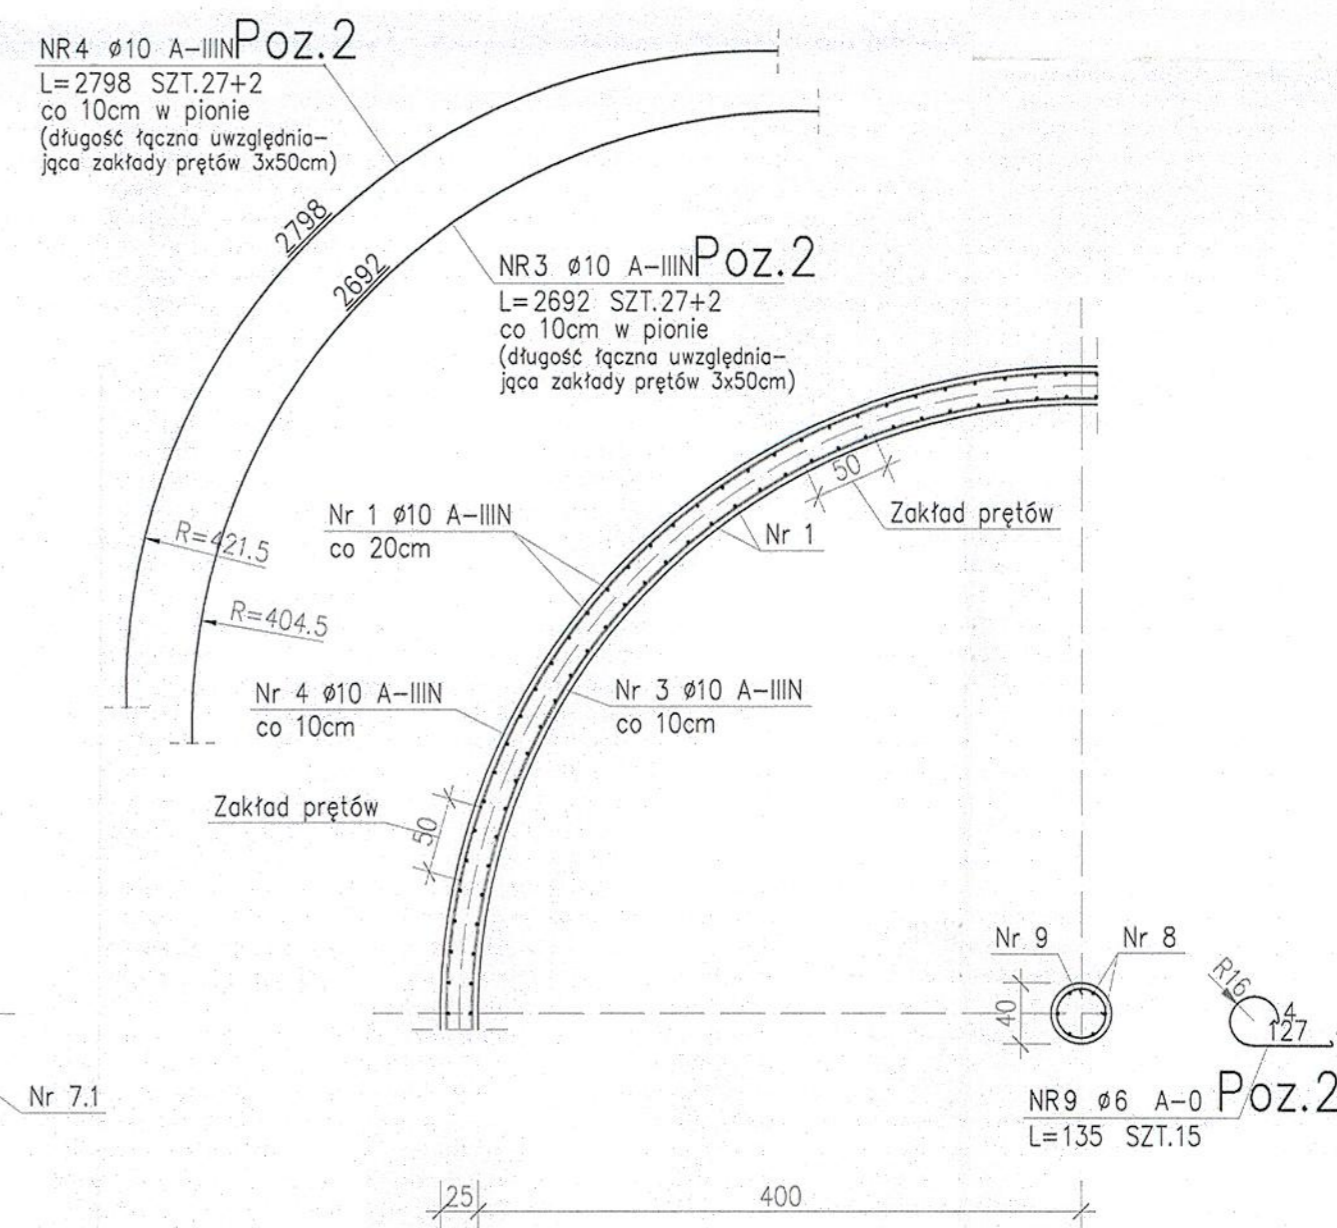 NR4 ø10 A-IIIN Poz.2
L=2798 SZT.27+2
co 10cm w pionie
(długość łączna uwzględnia-
jąca zakłady prętów 3x50cm)
2798
2692
NR3 ø10 A-IIIN Poz.2
L=2692 SZT.27+2
co 10cm w pionie
(długość łączna uwzględnia-
jąca zakłady prętów 3x50cm)
50
Zakład prętów
Nr 1
Nr 1 ø10 A-IIIN
co 20cm
R=421.5
R=404.5
Nr 4 ø10 A-IIIN
co 10cm
Nr 3 ø10 A-IIIN
co 10cm
Zakład prętów
50
Nr 9
Nr 8
40
R16
4
127
Nr 7.1
NR9 ø6 A-0 Poz.2
L=135 SZT.15
25
400